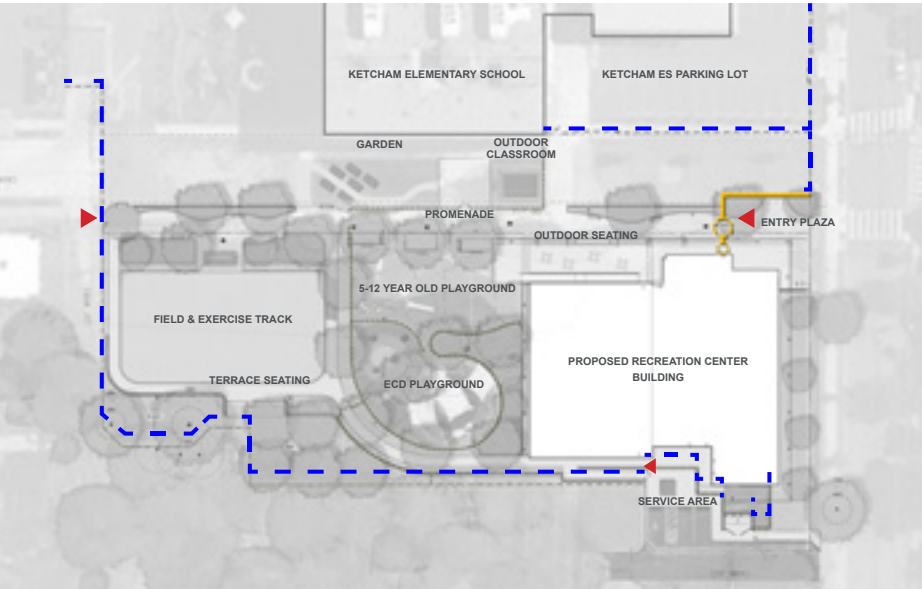 KETCHAM ELEMENTARY SCHOOL
KETCHAM ES PARKING LOT
GARDEN
OUTDOOR
CLASSROOM
PROMENADE
ENTRY PLAZA
OUTDOOR SEATING
5-12 YEAR OLD PLAYGROUND
FIELD & EXERCISE TRACK
PROPOSED RECREATION CENTER
BUILDING
TERRACE SEATING
ECD PLAYGROUND
SERVICE AREA